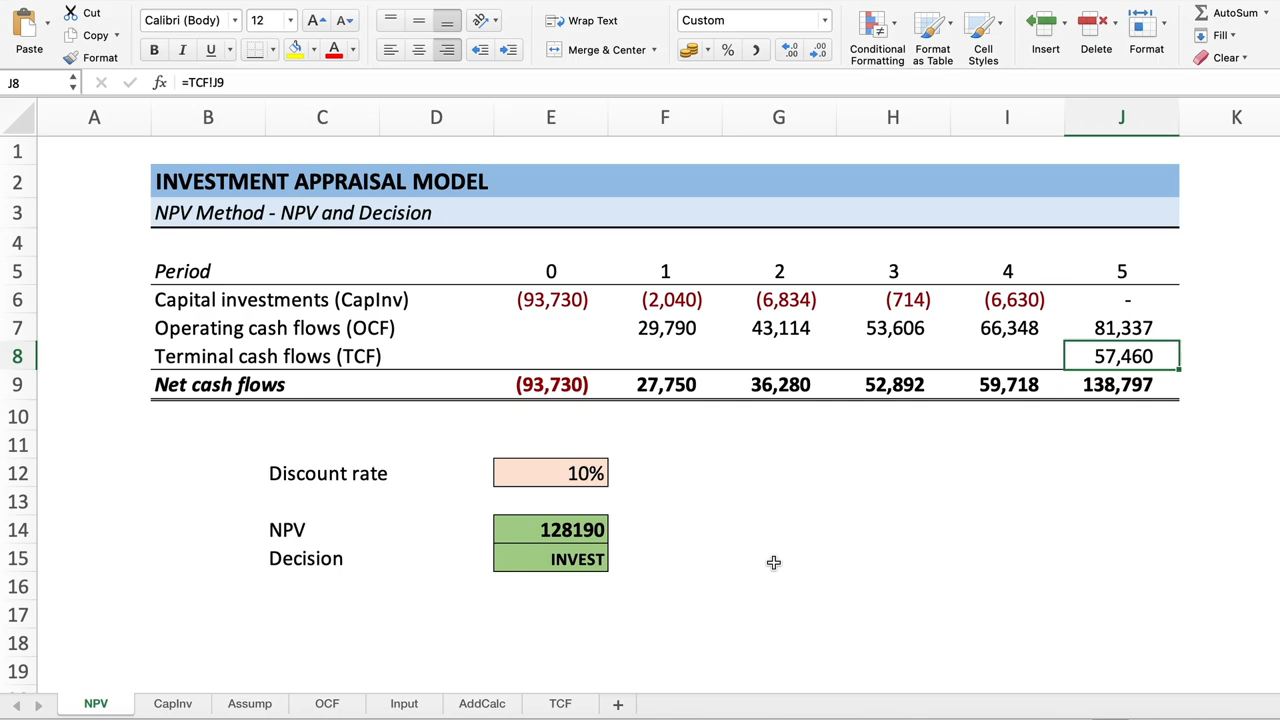 Paste
Cut
Copy
Format
Calibri (Body)
12
A
A
B
I
U
A
Wrap Text
Merge & Center
Custom
%
Conditional
Formatting
Format
as Table
Cell
Styles
Insert
Delete
Format
AutoSum
Fill
Clear
J8
fx
=TCF!J9
A B C D E F G H I J K
1
2 INVESTMENT APPRAISAL MODEL
3 NPV Method - NPV and Decision
4
5 Period 0 1 2 3 4 5
6 Capital investments (CapInv) (93,730) (2,040) (6,834) (714) (6,630) -
7 Operating cash flows (OCF) 29,790 43,114 53,606 66,348 81,337
8 Terminal cash flows (TCF) 57,460
9 Net cash flows (93,730) 27,750 36,280 52,892 59,718 138,797
10
11
12 Discount rate 10%
13
14 NPV 128190
15 Decision INVEST
16
17
18
19
NPV CapInv Assump OCF Input AddCalc TCF +